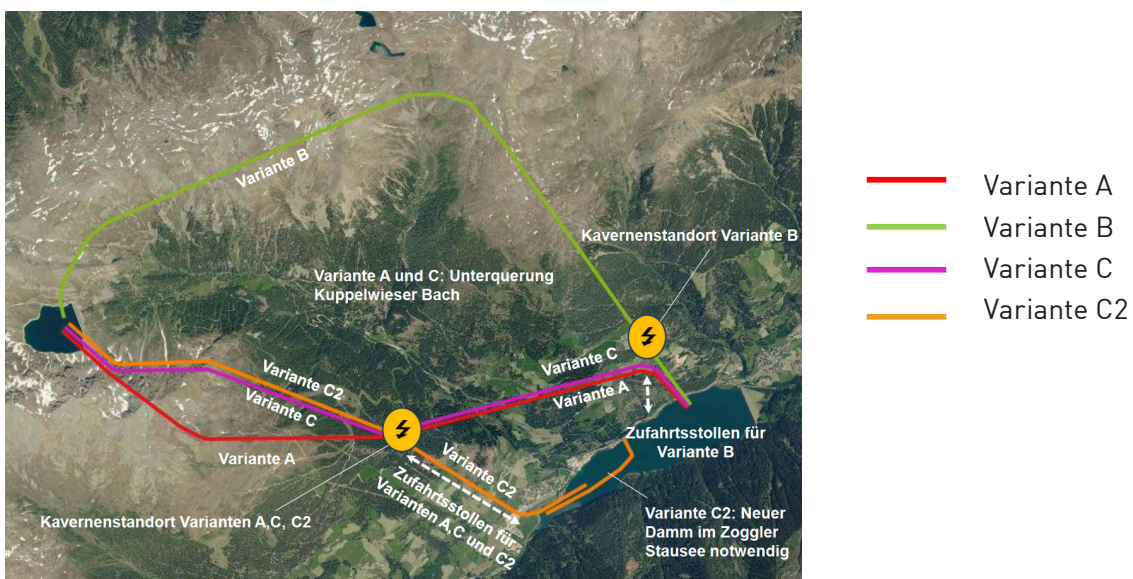 Variante B
Kavernenstandort Variante B
Variante A und C: Unterquerung
Kuppelwieser Bach
Variante C2
Variante C
Variante A
Variante C
Variante A
Zufahrtsstollen für
Variante B
Variante C2
Zufahrtsstollen für
Varianten A,C und C2
Kavernenstandort Varianten A,C, C2
Variante C2: Neuer
Damm im Zoggler
Stausee notwendig
Variante A
Variante B
Variante C
Variante C2